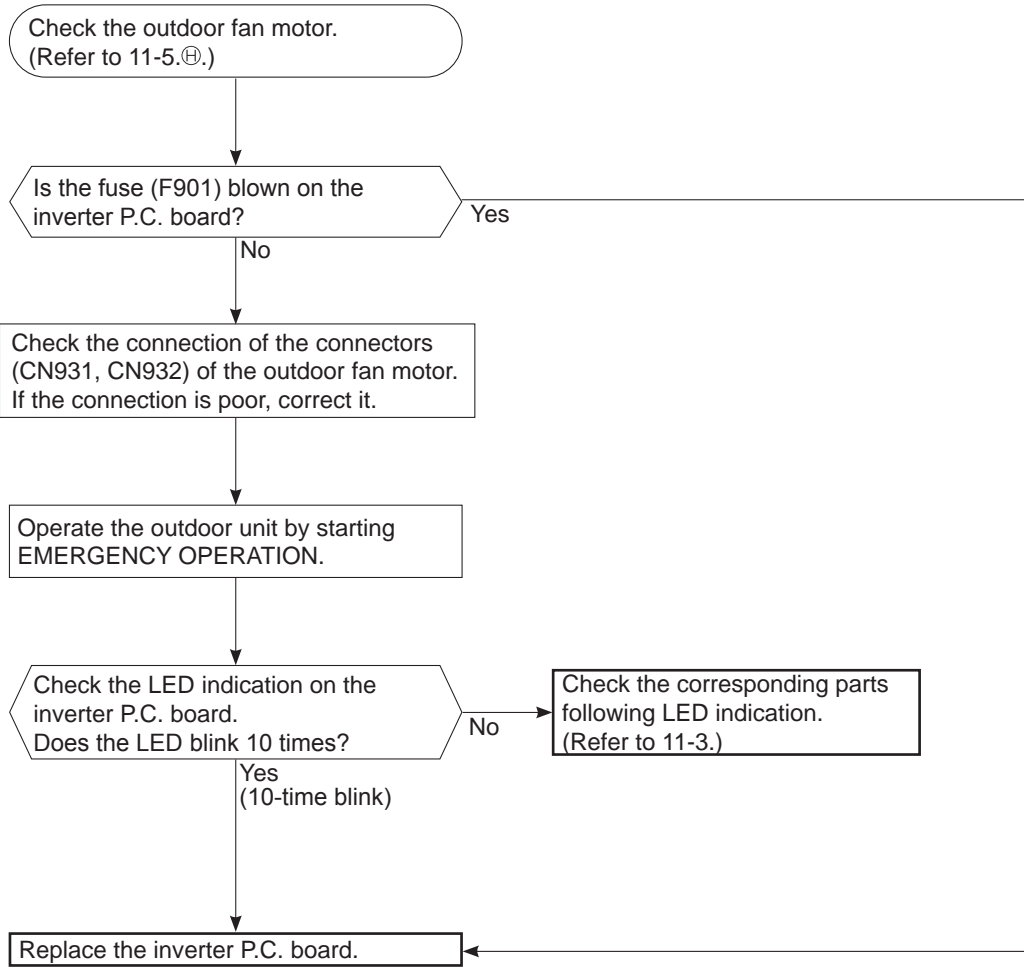 Check the outdoor fan motor.
(Refer to 11-5.Ⓗ.)
Is the fuse (F901) blown on the
inverter P.C. board?
Yes
No
Check the connection of the connectors
(CN931, CN932) of the outdoor fan motor.
If the connection is poor, correct it.
Operate the outdoor unit by starting
EMERGENCY OPERATION.
Check the LED indication on the
inverter P.C. board.
Does the LED blink 10 times?
No
Check the corresponding parts
following LED indication.
(Refer to 11-3.)
Yes
(10-time blink)
Replace the inverter P.C. board.